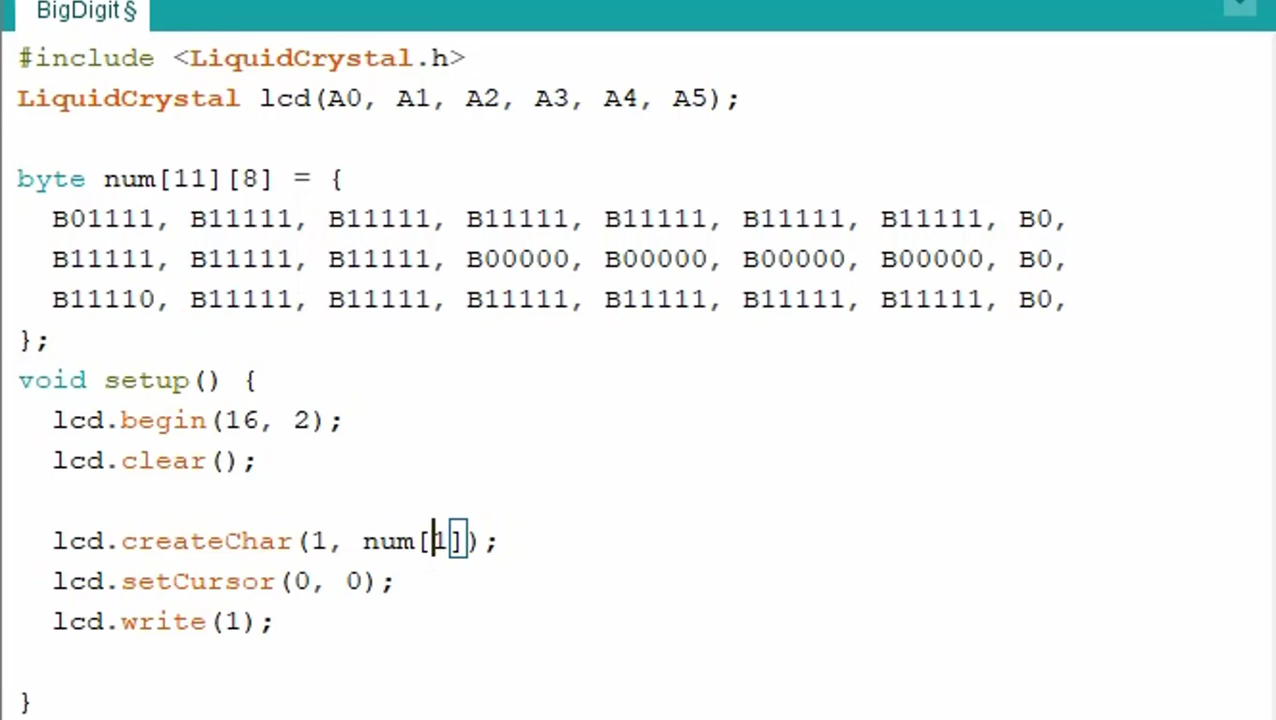 BigDigit§
#include <LiquidCrystal.h>
LiquidCrystal lcd(A0, A1, A2, A3, A4, A5);
byte num[11][8] = {
B01111, B11111, B11111, B11111, B11111, B11111, B11111, B0,
B11111, B11111, B11111, B00000, B00000, B00000, B00000, B0,
B11110, B11111, B11111, B11111, B11111, B11111, B11111, B0,
};
void setup() {
lcd.begin(16, 2);
lcd.clear();
lcd.createChar(1, num[1]);
lcd.setCursor(0, 0);
lcd.write(1);
}